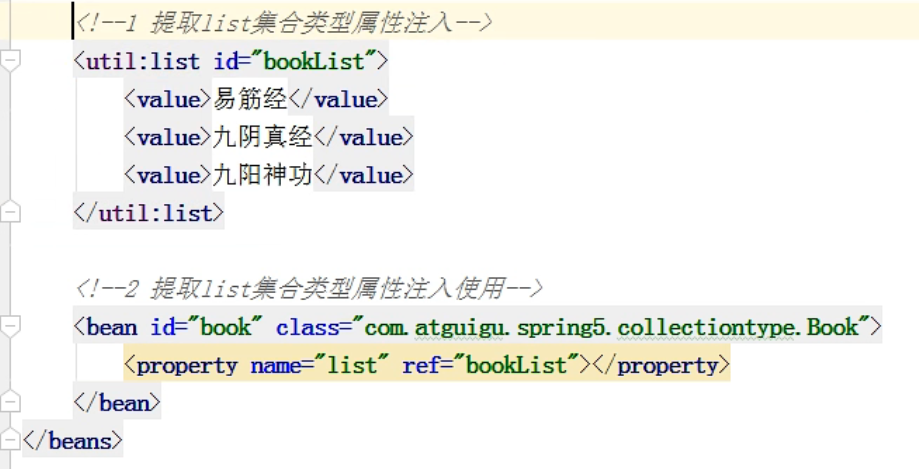 <!--1 提取list集合类型属性注入-->
<util:list id="bookList">
<value>易筋经</value>
<value>九阴真经</value>
<value>九阳神功</value>
</util:list>
<!--2 提取list集合类型属性注入使用-->
<bean id="book" class="com.atguigu.spring5.collectiontype.Book">
<property name="list" ref="bookList"></property>
</bean>
</beans>